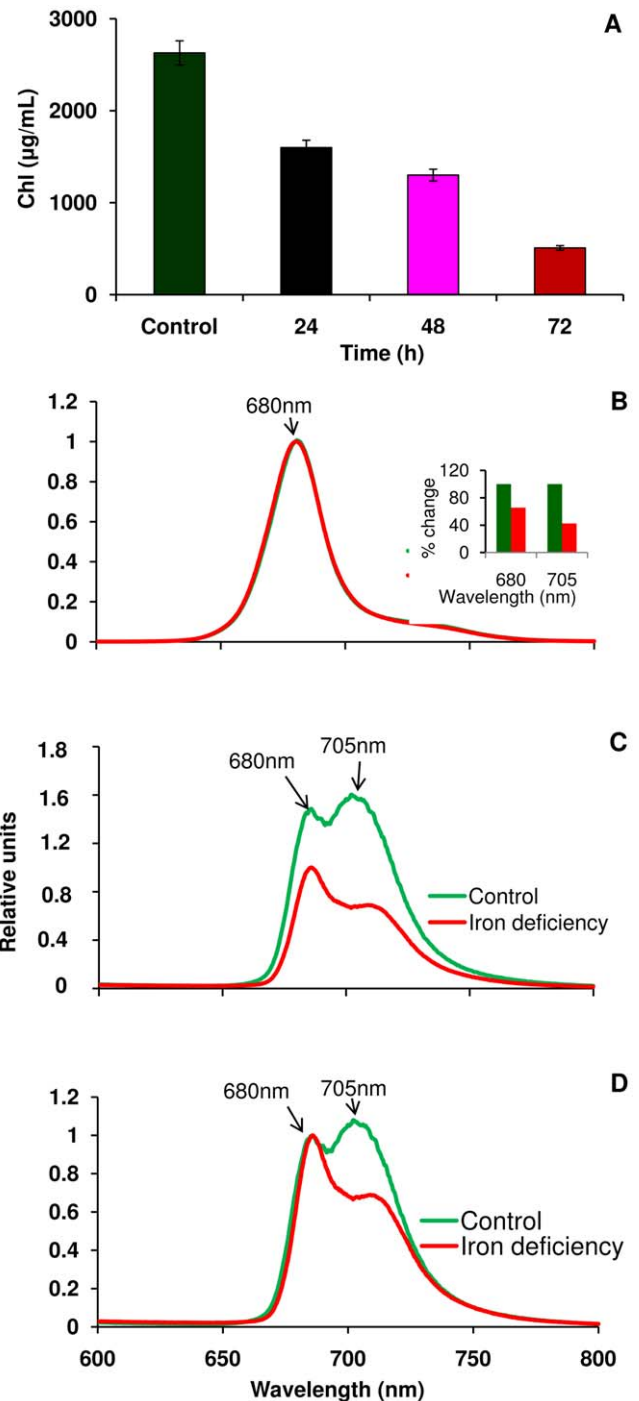 A
3000
2000
1000
0
Chl (µg/mL)
Control 24 48 72
Time (h)
B
1.2
1
0.8
0.6
0.4
0.2
0
680nm
120
80
40
0
% change
680 705
Wavelength (nm)
C
1.8
1.6
1.2
0.8
0.4
0
Relative units
680nm
705nm
Control
Iron deficiency
D
1.2
1
0.8
0.6
0.4
0.2
0
680nm
705nm
Control
Iron deficiency
600 650 700 750 800
Wavelength (nm)